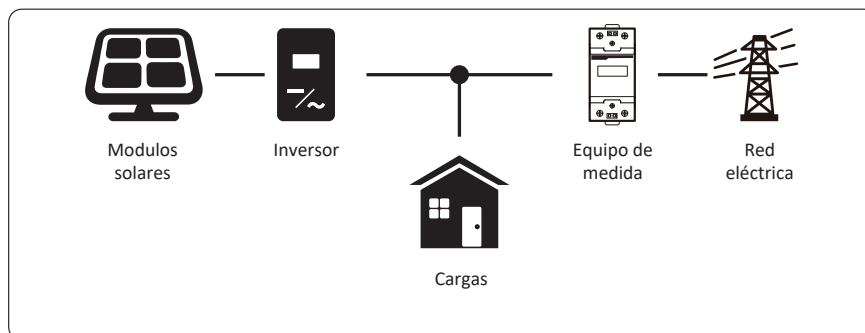 Modulos
solares
Inversor
Equipo de
medida
Red
eléctrica
Cargas